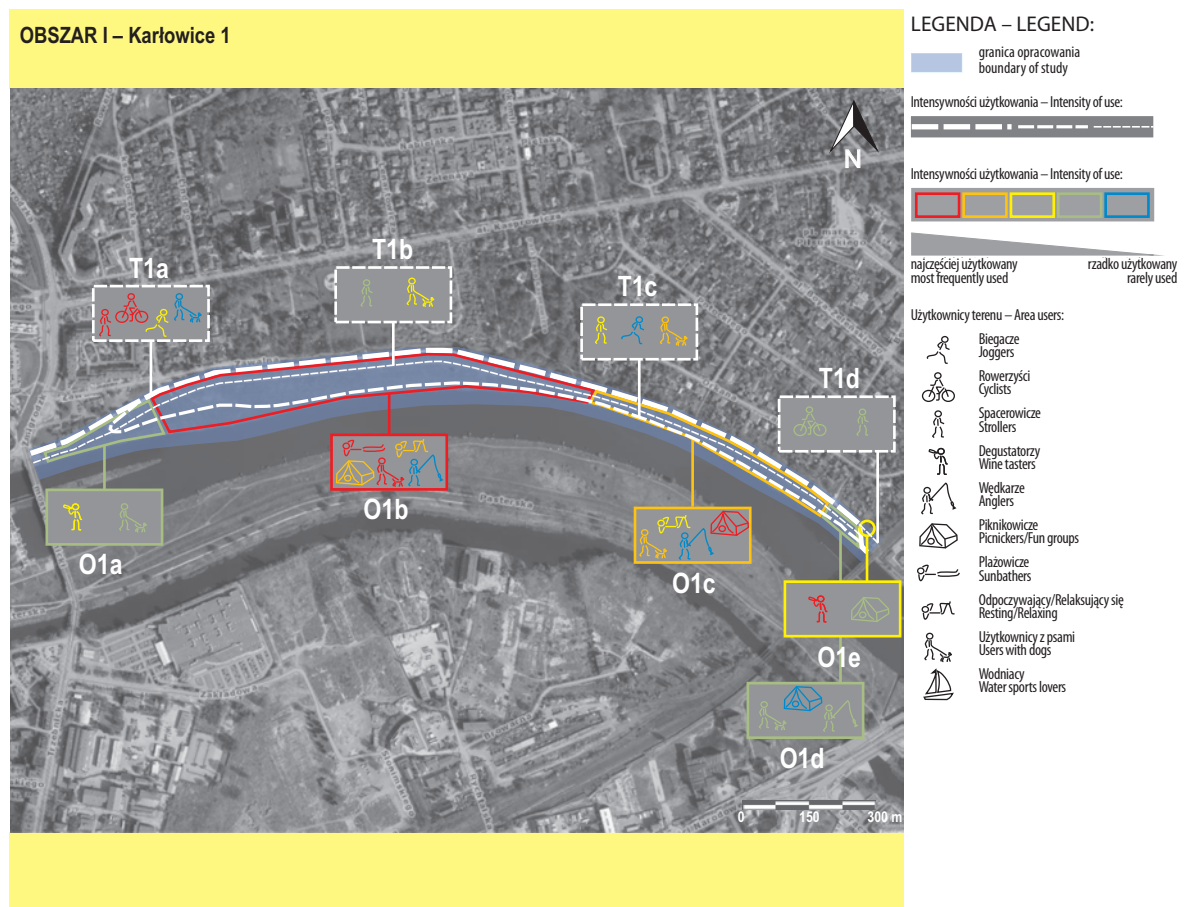 OBSZAR I – Karłowice 1
N
T1a
T1b
T1c
T1d
O1a
O1b
O1c
O1e
O1d
Pasterska
Zakładowe
0 150 300 m
LEGENDA – LEGEND:
granica opracowania
boundary of study
Intensywności użytkowania – Intensity of use:
Intensywności użytkowania – Intensity of use:
najczęściej użytkowany
most frequently used
rzadko użytkowany
rarely used
Użytkownicy terenu – Area users:
Biegacze
Joggers
Rowerzyści
Cyclists
Spacerowicze
Strollers
Degustatorzy
Wine tasters
Wędkarze
Anglers
Piknikowicze
Picnickers/Fun groups
Plażowicze
Sunbathers
Odpoczywający/Relaksujący się
Resting/Relaxing
Użytkownicy z psami
Users with dogs
Wodniacy
Water sports lovers